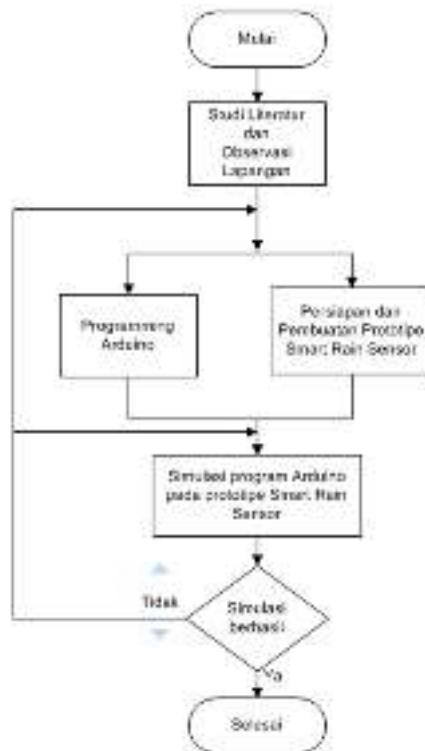 Mulai
Studi Literatur
dan
Observasi
Lapangan
Programming
Arduino
Persiapan dan
Pembuatan Prototipe
Smart Rain Sensor
Simulasi program Arduino
pada prototipe Smart Rain
Sensor
Tidak
Simulasi
berhasil
Ya
Selesai